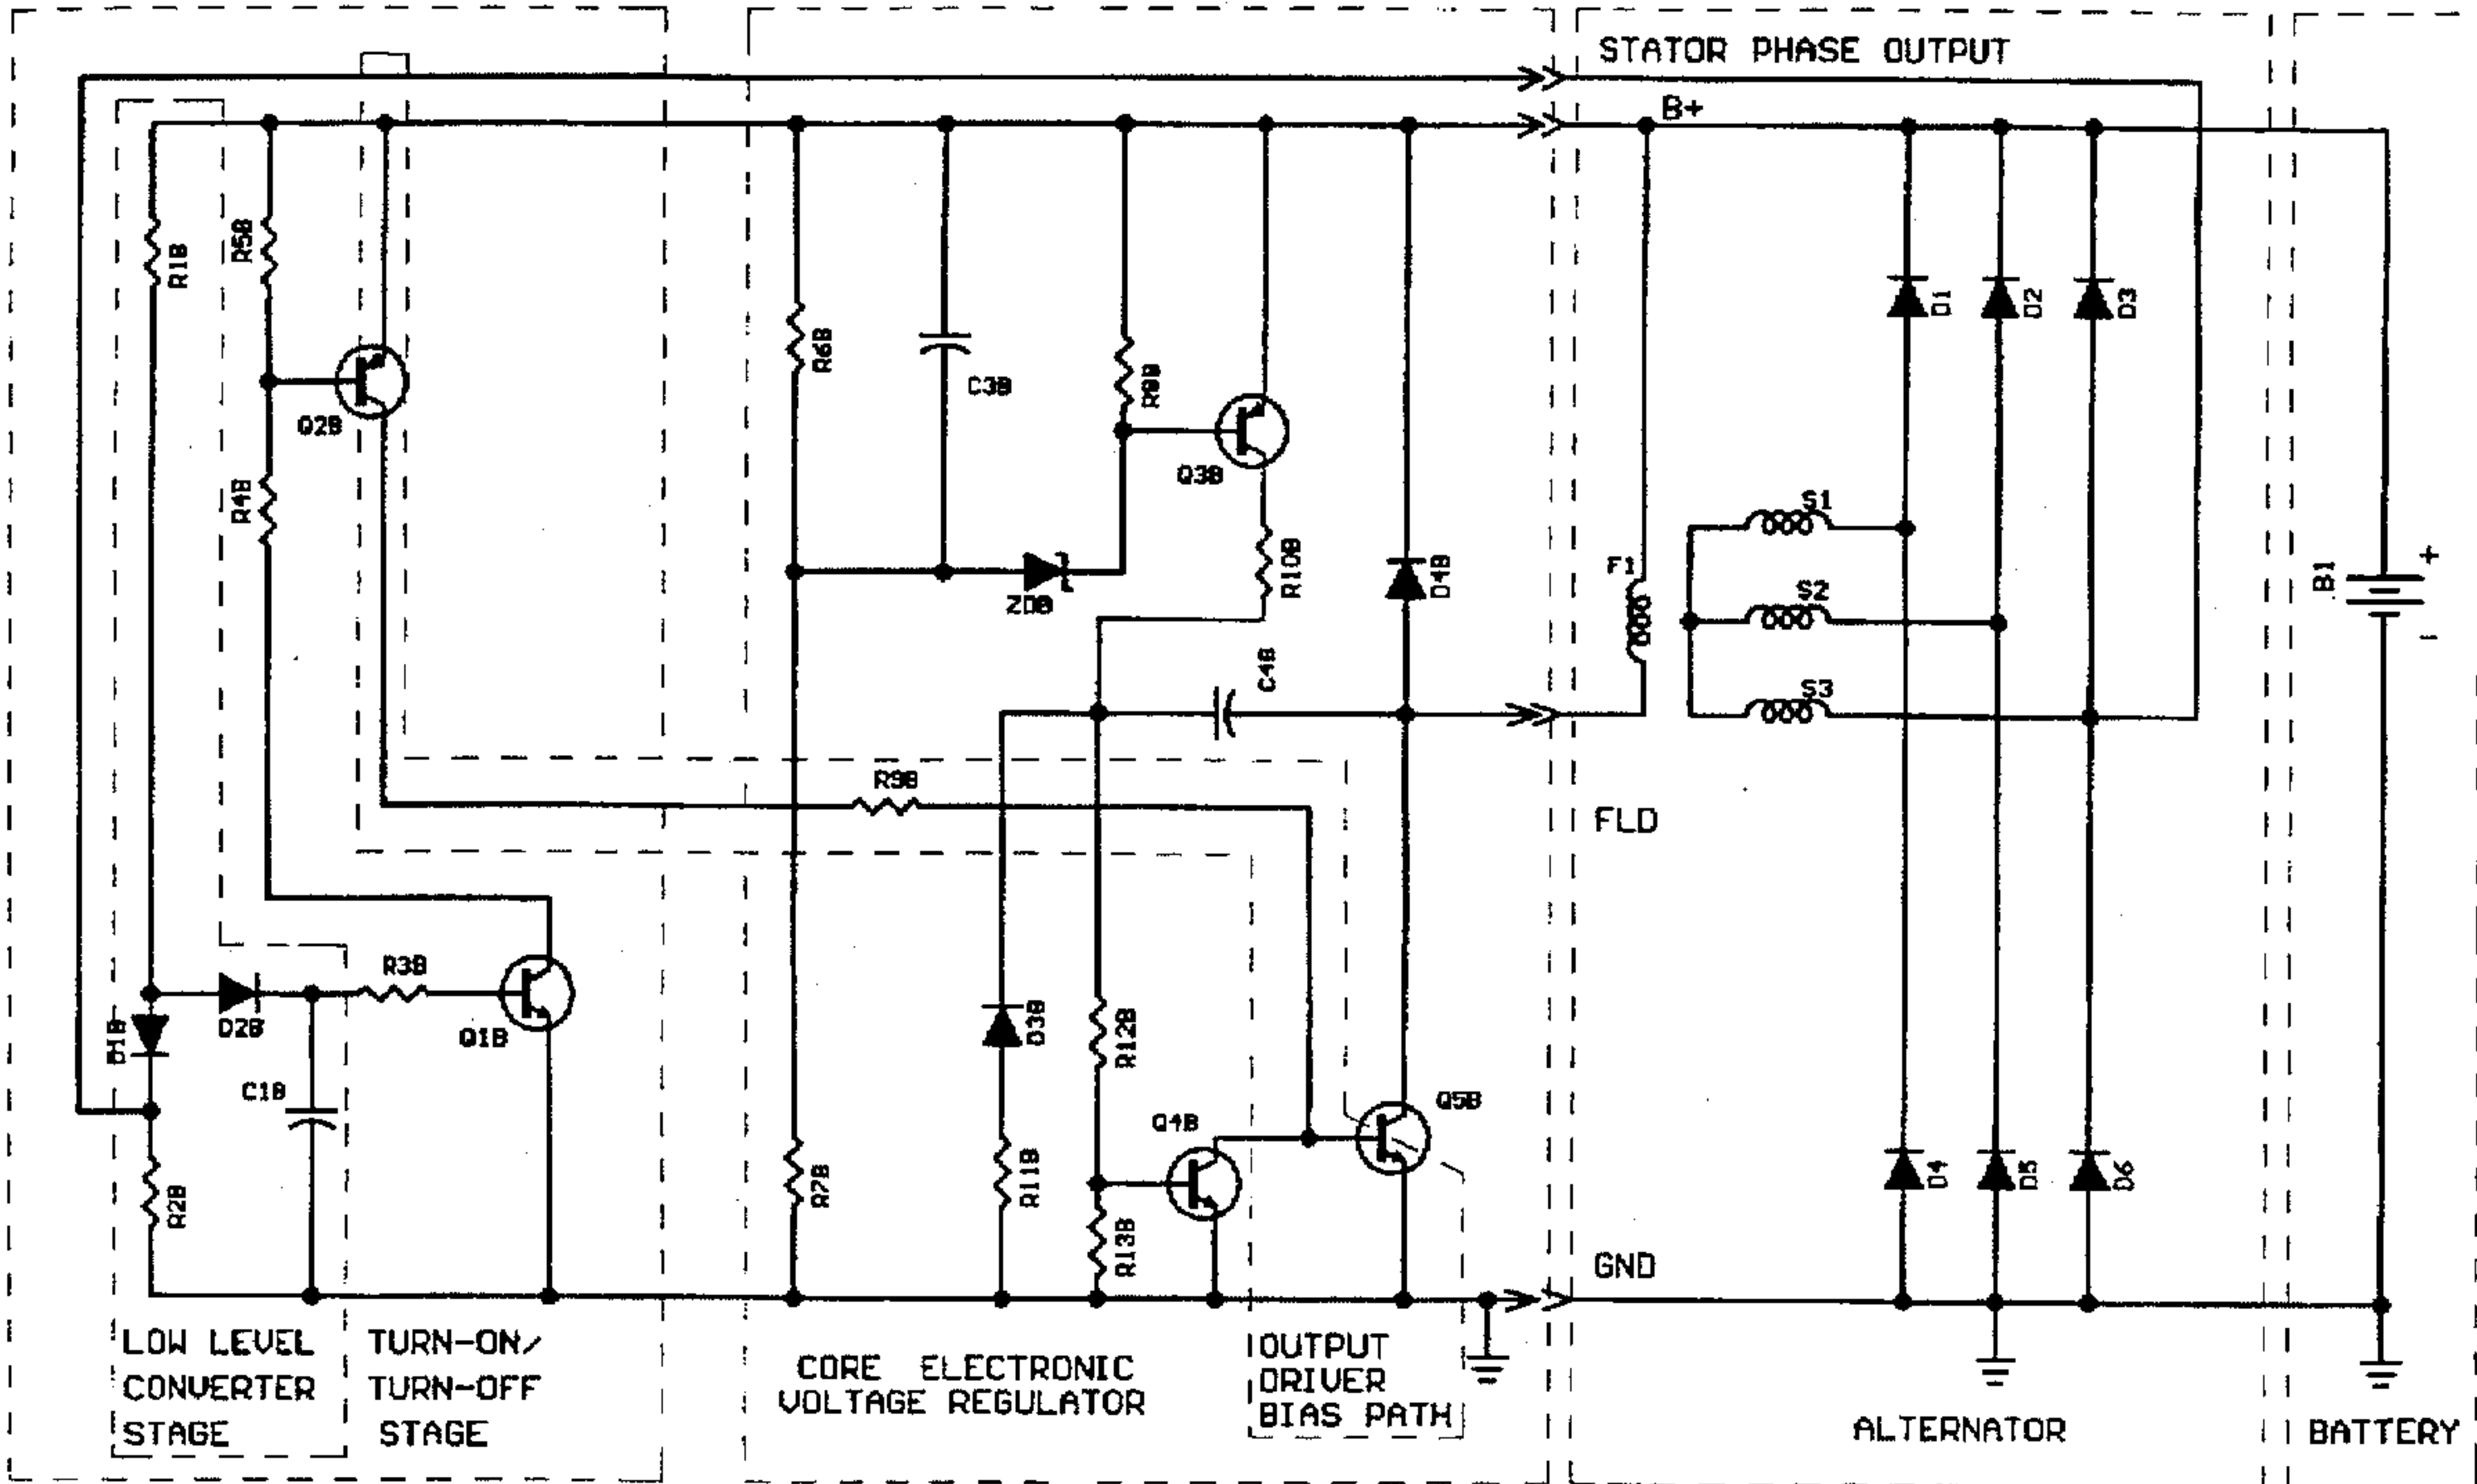 STATOR PHASE OUTPUT
B+
R1B
R5B
R4B
Q2B
R6B
C3B
R8B
Q3B
ZDB
R10B
D4B
C4B
R9B
D1
D2
D3
S1
S2
S3
F1
B1
+
-
FLD
D1B
D2B
R3B
Q1B
C1B
R2B
R7B
D3B
R11B
R12B
R13B
Q4B
Q5B
D4
D5
D6
GND
LOW LEVEL
CONVERTER
STAGE
TURN-ON/
TURN-OFF
STAGE
CORE ELECTRONIC
VOLTAGE REGULATOR
OUTPUT
DRIVER
BIAS PATH
ALTERNATOR
BATTERY